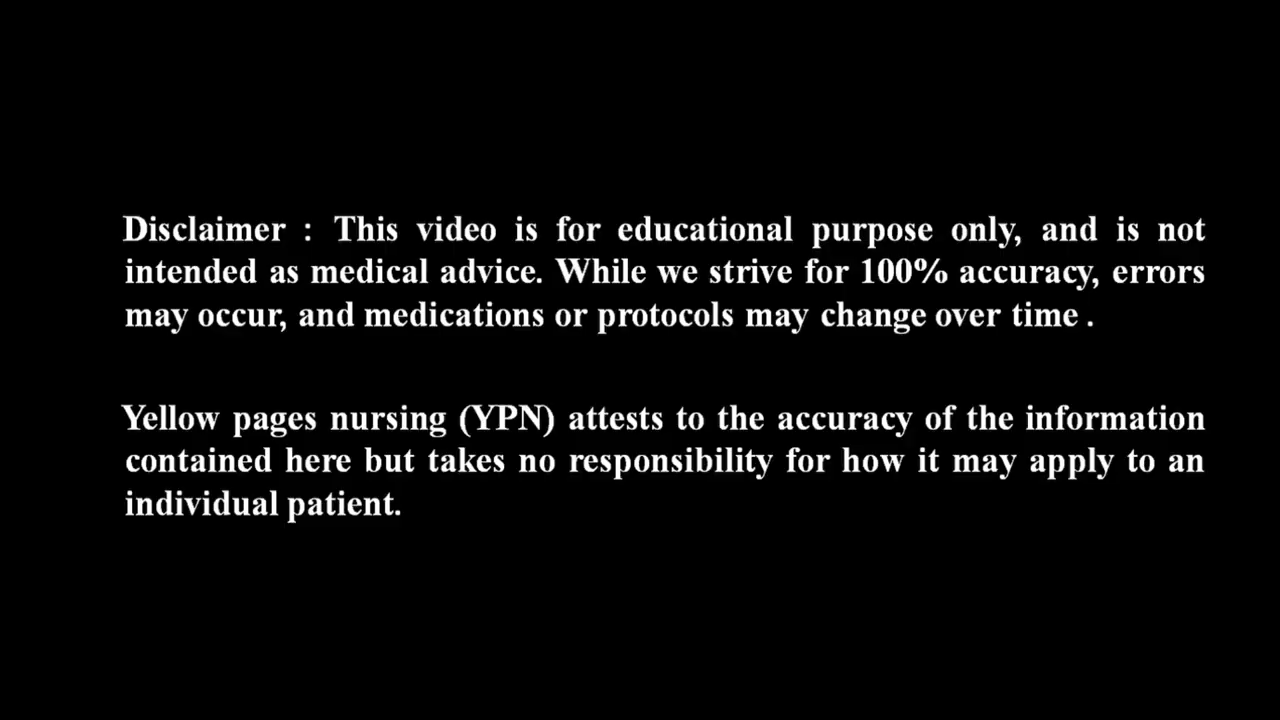 Disclaimer : This video is for educational purpose only, and is not
intended as medical advice. While we strive for 100% accuracy, errors
may occur, and medications or protocols may change over time .
Yellow pages nursing (YPN) attests to the accuracy of the information
contained here but takes no responsibility for how it may apply to an
individual patient.